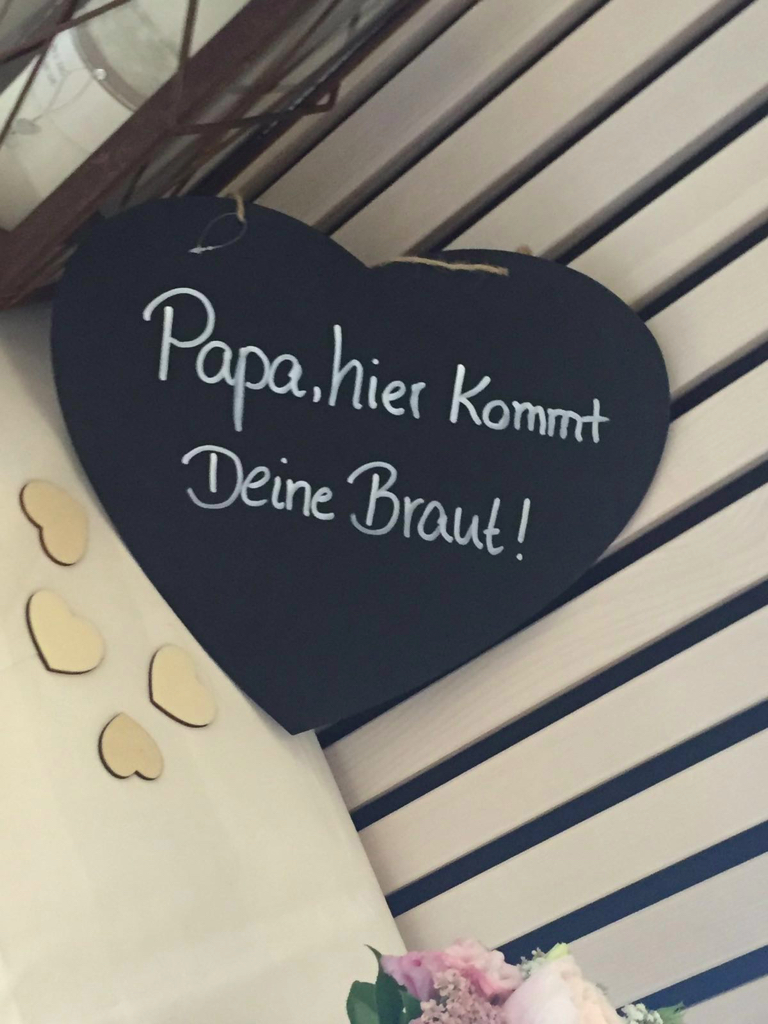 Papa, hier Kommt
Deine Braut!